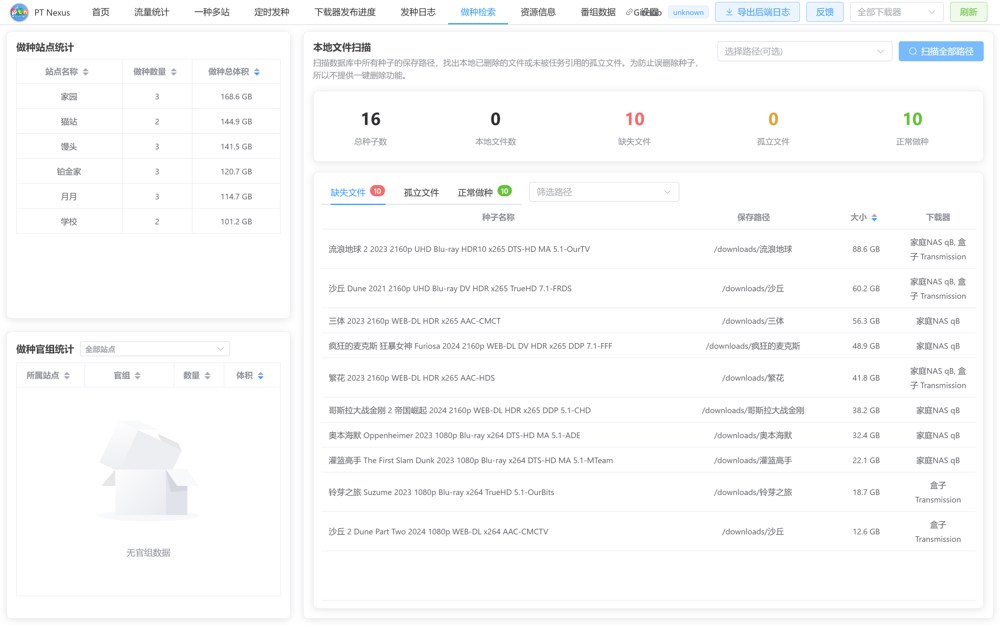 PT Nexus 首页 流量统计 一种多站 定时发种 下载器发布进度 发种日志 做种检索 资源信息 番组数据 设置 GitHub unknown 导出后端日志 反馈 全部下载器 刷新
做种站点统计
站点名称 做种数量 做种总体积
家园 3 168.6 GB
猫站 2 144.9 GB
馒头 3 141.5 GB
铂金家 3 120.7 GB
月月 3 114.7 GB
学校 2 101.2 GB
做种官组统计 全部站点
所属站点 官组 数量 体积
无官组数据
本地文件扫描
扫描数据库中所有种子的保存路径，找出本地已删除的文件或未被任务引用的孤立文件。为防止误删除种子，
所以不提供一键删除功能。
选择路径(可选) 扫描全部路径
16 0 10 0 10
总种子数 本地文件数 缺失文件 孤立文件 正常做种
缺失文件 10 孤立文件 正常做种 10 筛选路径
种子名称 保存路径 大小 下载器
流浪地球 2 2023 2160p UHD Blu-ray HDR10 x265 DTS-HD MA 5.1-OurTV /downloads/流浪地球 88.6 GB 家庭NAS qB, 盒
子 Transmission
沙丘 Dune 2021 2160p UHD Blu-ray DV HDR x265 TrueHD 7.1-FRDS /downloads/沙丘 60.2 GB 家庭NAS qB, 盒
子 Transmission
三体 2023 2160p WEB-DL HDR x265 AAC-CMCT /downloads/三体 56.3 GB 家庭NAS qB
疯狂的麦克斯 狂暴女神 Furiosa 2024 2160p WEB-DL DV HDR x265 DDP 7.1-FFF /downloads/疯狂的麦克斯 48.9 GB 家庭NAS qB
繁花 2023 2160p WEB-DL HDR x265 AAC-HDS /downloads/繁花 41.8 GB 家庭NAS qB, 盒
子 Transmission
哥斯拉大战金刚 2 帝国崛起 2024 2160p WEB-DL HDR x265 DDP 5.1-CHD /downloads/哥斯拉大战金刚 38.2 GB 家庭NAS qB
奥本海默 Oppenheimer 2023 1080p Blu-ray x264 DTS-HD MA 5.1-ADE /downloads/奥本海默 32.4 GB 家庭NAS qB
灌篮高手 The First Slam Dunk 2023 1080p Blu-ray x264 DTS-HD MA 5.1-MTeam /downloads/灌篮高手 22.1 GB 家庭NAS qB
铃芽之旅 Suzume 2023 1080p Blu-ray x264 TrueHD 5.1-OurBits /downloads/铃芽之旅 18.7 GB 盒子
Transmission
沙丘 2 Dune Part Two 2024 1080p WEB-DL x264 AAC-CMCTV /downloads/沙丘 12.6 GB 盒子
Transmission